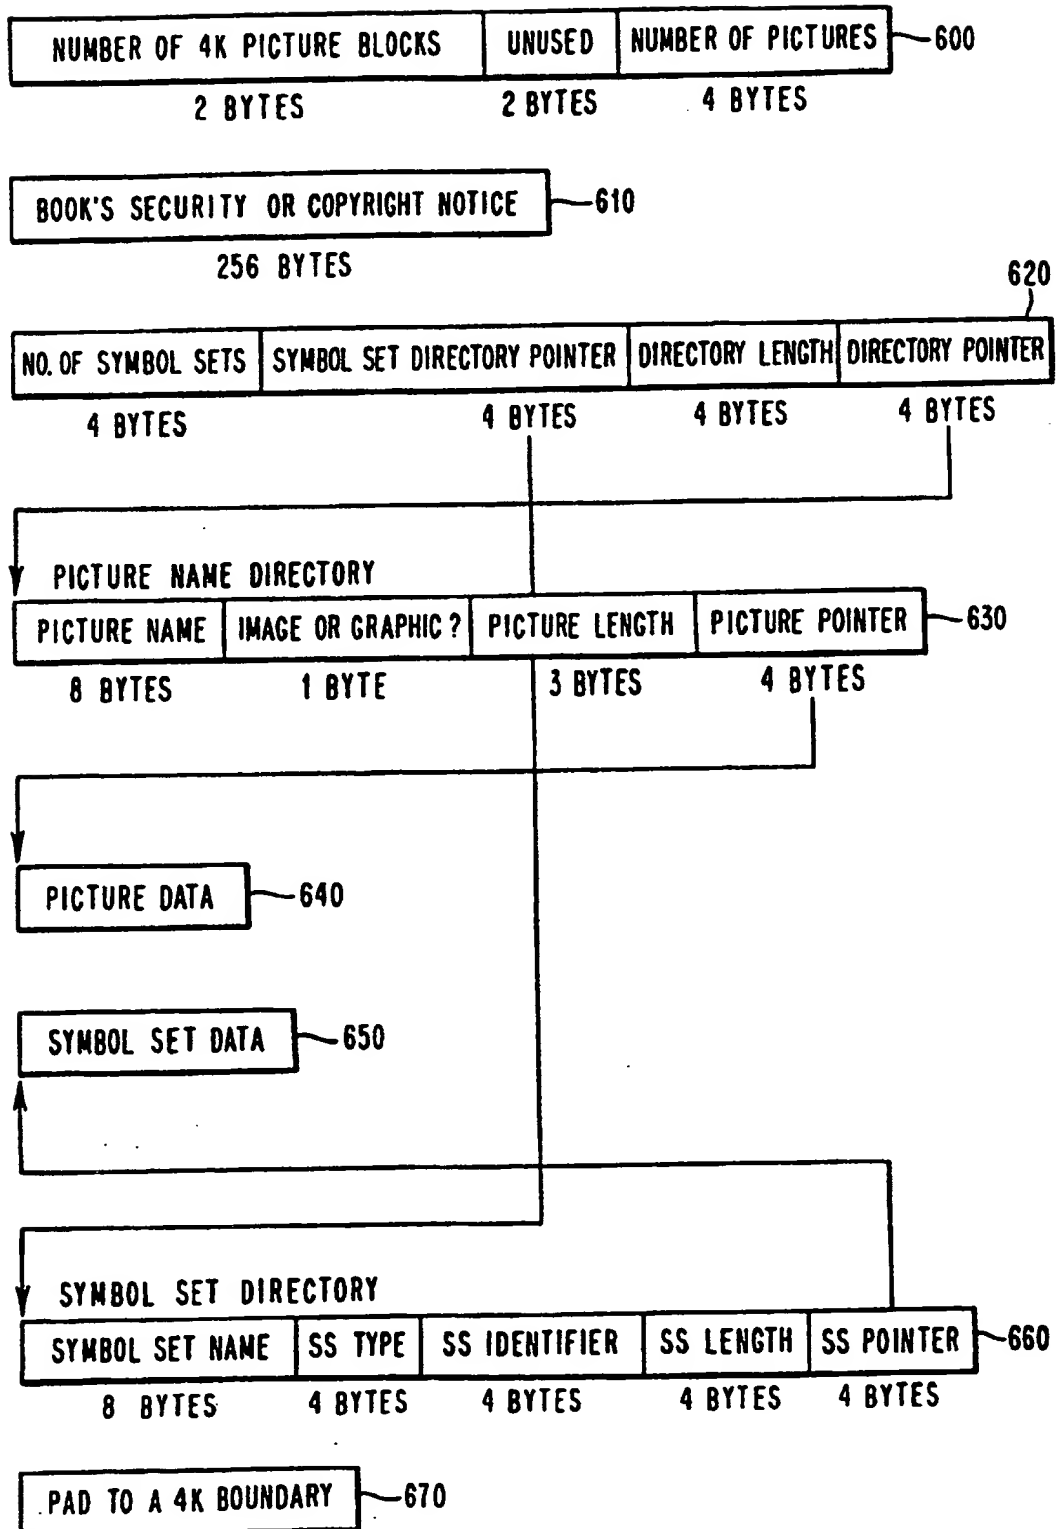 NUMBER OF 4K PICTURE BLOCKS UNUSED NUMBER OF PICTURES 600
2 BYTES 2 BYTES 4 BYTES
BOOK'S SECURITY OR COPYRIGHT NOTICE 610
256 BYTES
620
NO. OF SYMBOL SETS SYMBOL SET DIRECTORY POINTER DIRECTORY LENGTH DIRECTORY POINTER
4 BYTES 4 BYTES 4 BYTES 4 BYTES
PICTURE NAME DIRECTORY
PICTURE NAME IMAGE OR GRAPHIC ? PICTURE LENGTH PICTURE POINTER 630
8 BYTES 1 BYTE 3 BYTES 4 BYTES
PICTURE DATA 640
SYMBOL SET DATA 650
SYMBOL SET DIRECTORY
SYMBOL SET NAME SS TYPE SS IDENTIFIER SS LENGTH SS POINTER 660
8 BYTES 4 BYTES 4 BYTES 4 BYTES 4 BYTES
PAD TO A 4K BOUNDARY 670